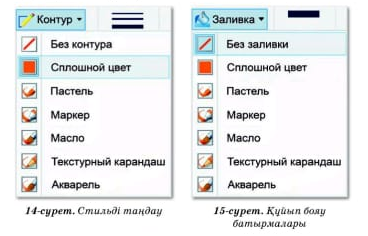 Контур
Без контура
Сплошной цвет
Пастель
Маркер
Масло
Текстурный карандаш
Акварель
14-сурет. Стильді таңдау
Заливка
Без заливки
Сплошной цвет
Пастель
Маркер
Масло
Текстурный карандаш
Акварель
15-сурет. Құйып бояу
батырмалары